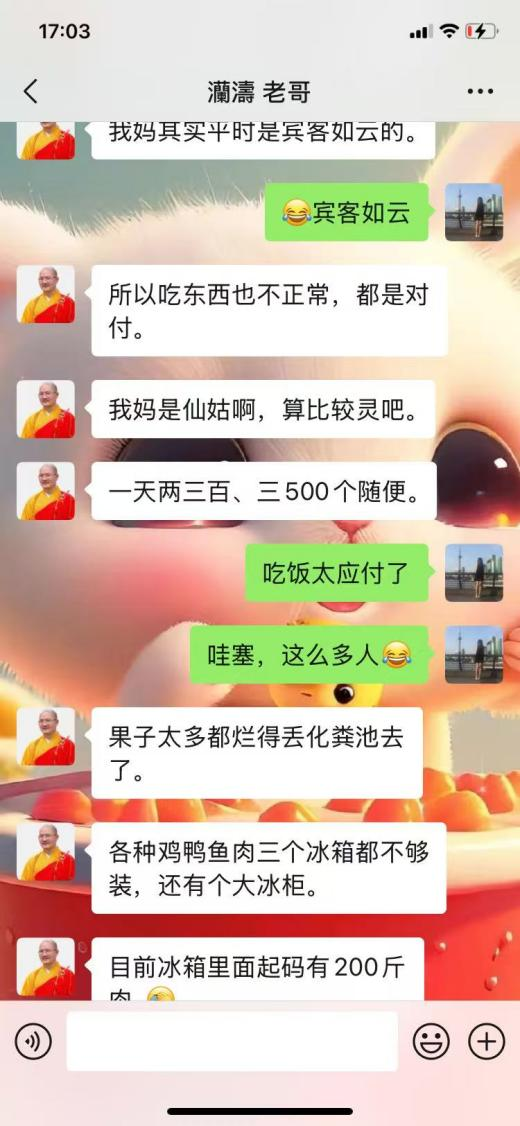 17:03
灡濤 老哥
我妈其实平时是宾客如云的。
😂宾客如云
所以吃东西也不正常，都是对
付。
我妈是仙姑啊，算比较灵吧。
一天两三百、三500个随便。
吃饭太应付了
哇塞，这么多人😂
果子太多都烂得丢化粪池去
了。
各种鸡鸭鱼肉三个冰箱都不够
装，还有个大冰柜。
目前冰箱里面起码有200斤
肉